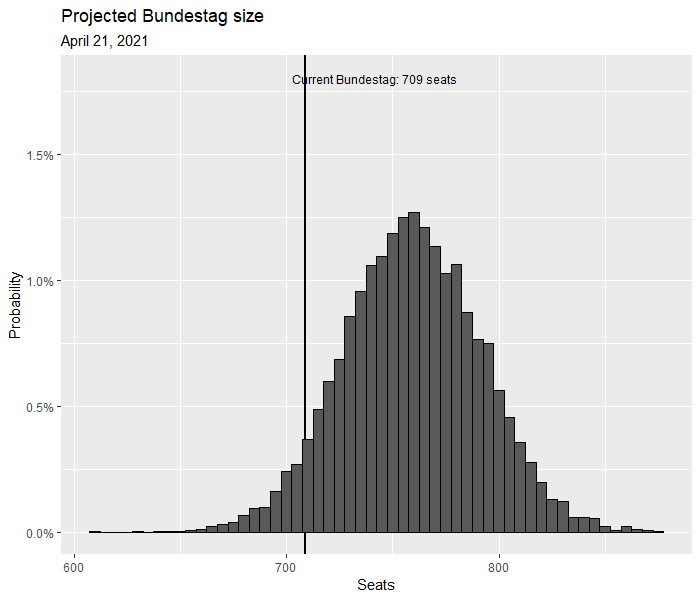 Projected Bundestag size
April 21, 2021
Current Bundestag: 709 seats
1.5%
1.0%
0.5%
0.0%
Probability
600
700
800
Seats